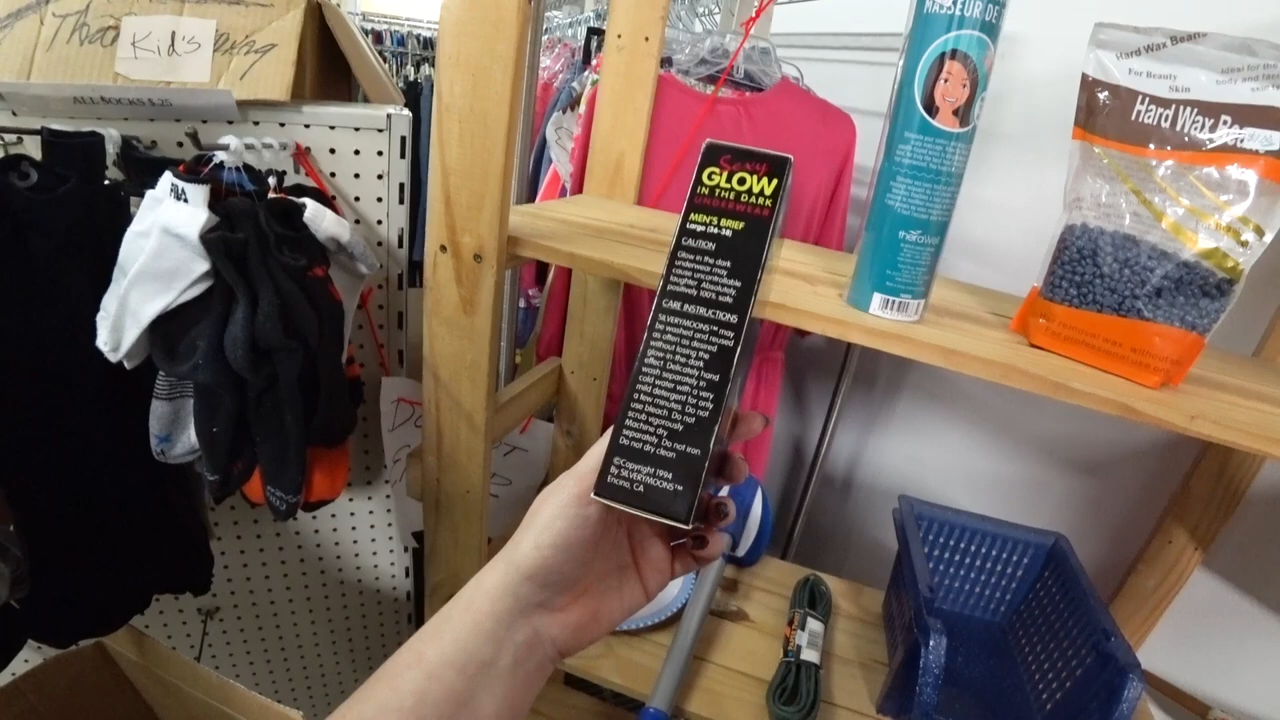 Kid's
ALL SOCKS $.25
FILA
Sexy
GLOW
IN THE DARK
UNDERWEAR
MEN'S BRIEF
Large (36-38)
CAUTION
Glow in the dark
underwear may
cause uncontrollable
laughter. Absolutely,
positively 100% safe
CARE INSTRUCTIONS
SILVERYMOONS™ may
be washed and reused
as often as desired
without losing the
glow-in-the-dark
effect. Delicately hand
wash separately in
cold water with a very
mild detergent for only
a few minutes. Do not
use bleach. Do not
scrub vigorously
Machine dry
separately. Do not iron
Do not dry clean
©Copyright 1994
By SILVERYMOONS™
Encino, CA
MASSEUR DE
theraWell
Hard Wax Beans
For Beauty
Skin
Ideal for the
body and
Hard Wax